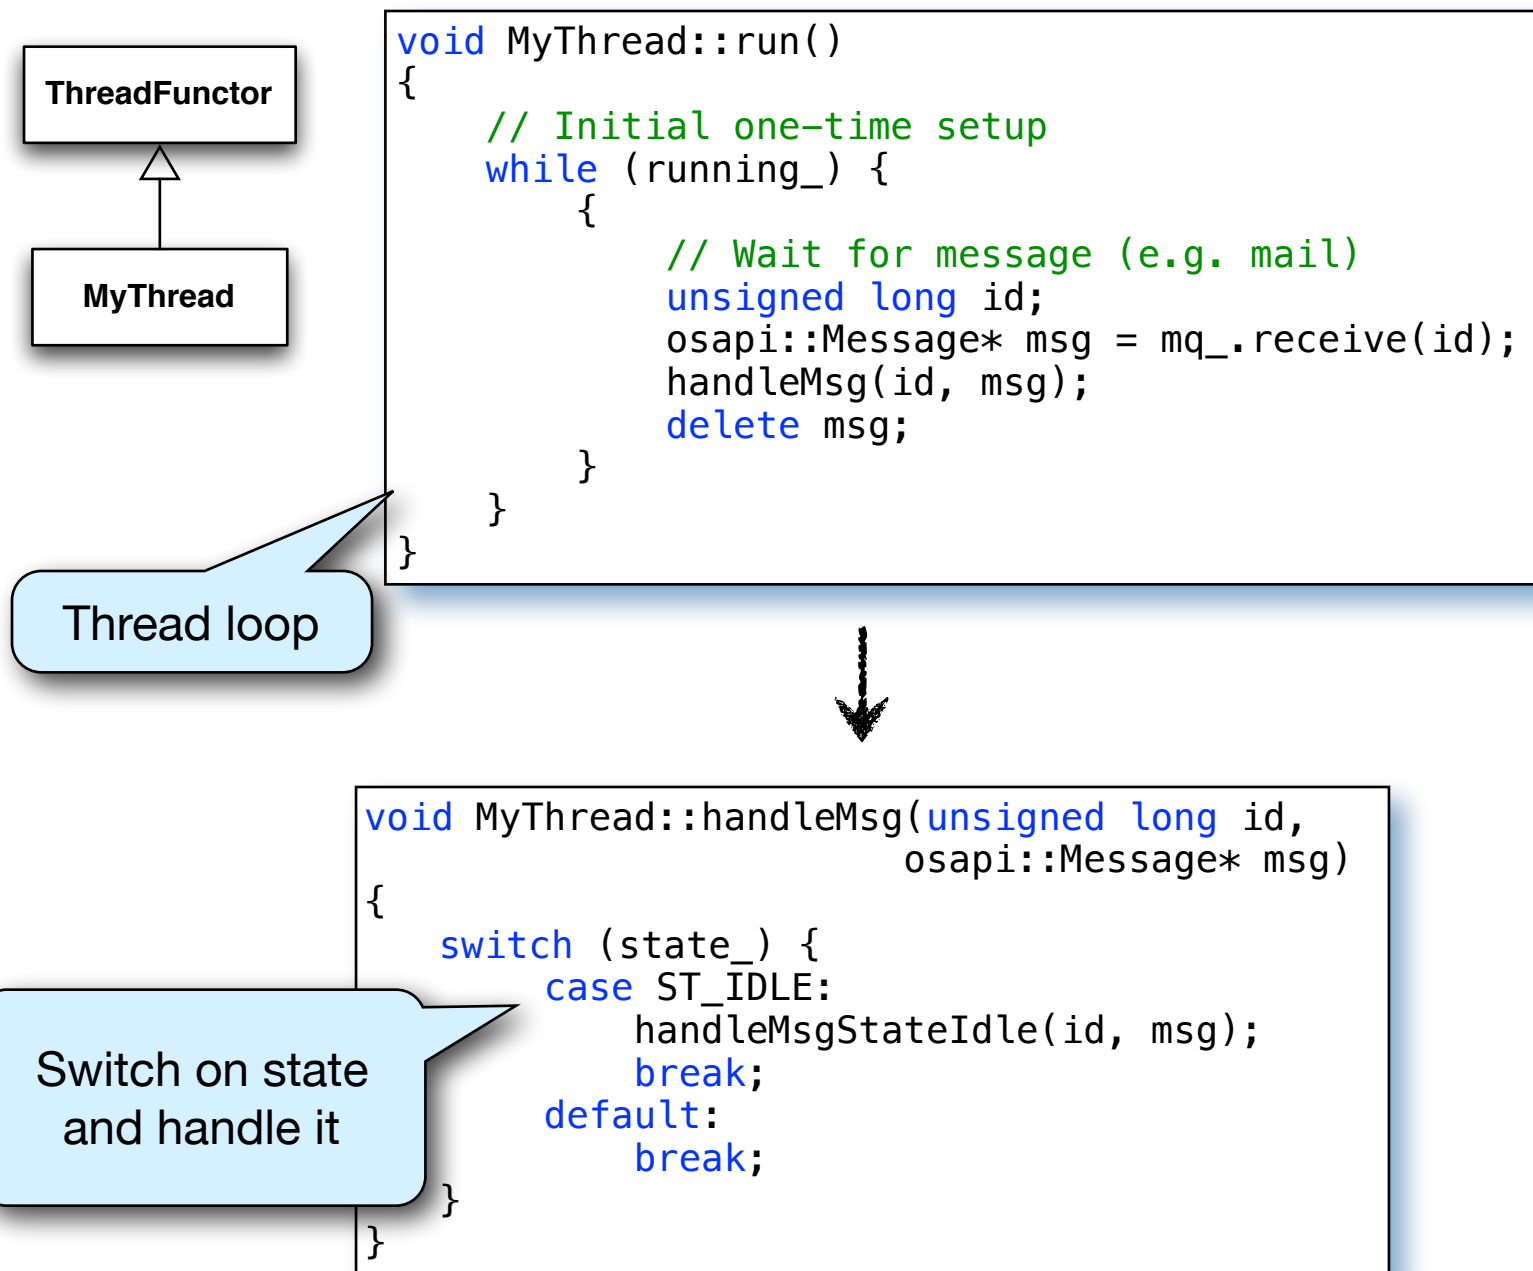 ThreadFunctor
MyThread
void MyThread::run()
{
    // Initial one-time setup
    while (running_) {
        {
            // Wait for message (e.g. mail)
            unsigned long id;
            osapi::Message* msg = mq_.receive(id);
            handleMsg(id, msg);
            delete msg;
        }
    }
}
Thread loop
void MyThread::handleMsg(unsigned long id,
                         osapi::Message* msg)
{
    switch (state_) {
        case ST_IDLE:
            handleMsgStateIdle(id, msg);
            break;
        default:
            break;
    }
}
Switch on state
and handle it